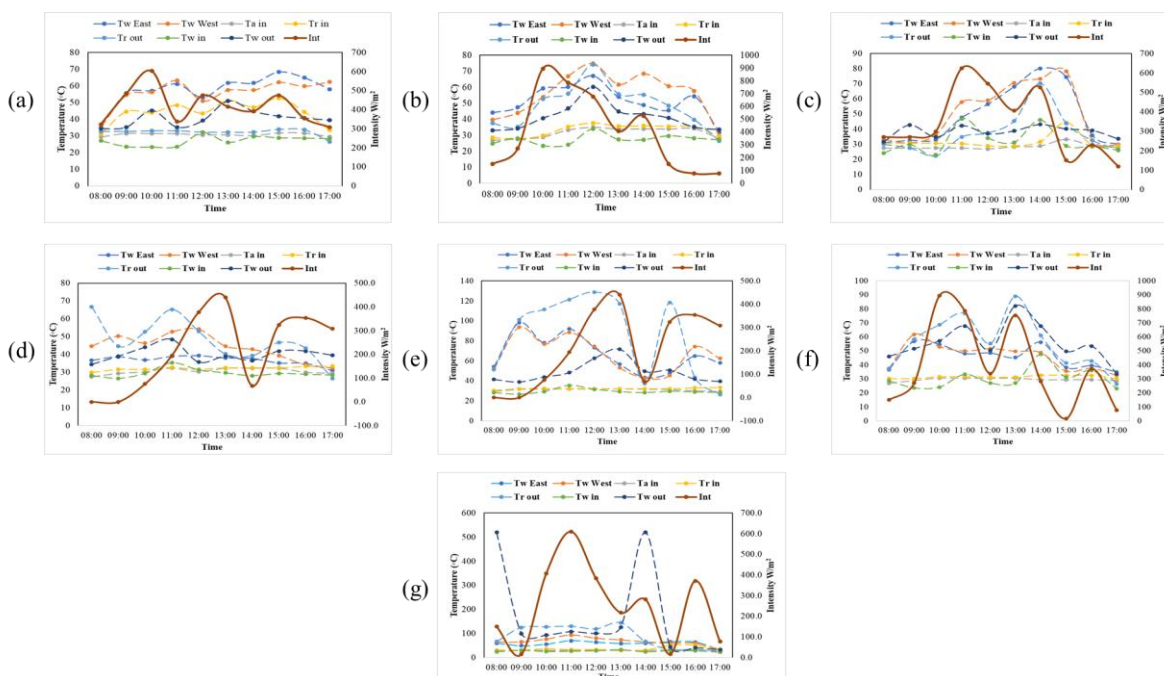 (a)
Tw East Tw West Ta in Tr in
Tr out Tw in Tw out Int
Temperature (◦C)
80
70
60
50
40
30
20
10
0
700
600
500
400
300
200
100
0
Intensity W/m²
08:00 09:00 10:00 11:00 12:00 13:00 14:00 15:00 16:00 17:00
Time
(b)
Tw East Tw West Ta in Tr in
Tr out Tw in Tw out Int
Temperature (◦C)
80
70
60
50
40
30
20
10
0
1000
900
800
700
600
500
400
300
200
100
0
Intensity W/m²
08:00 09:00 10:00 11:00 12:00 13:00 14:00 15:00 16:00 17:00
Time
(c)
Tw East Tw West Ta in Tr in
Tr out Tw in Tw out Int
Temperature (◦C)
90
80
70
60
50
40
30
20
10
0
700
600
500
400
300
200
100
0
Intensity W/m²
08:00 09:00 10:00 11:00 12:00 13:00 14:00 15:00 16:00 17:00
Time
(d)
Tw East Tw West Ta in Tr in
Tr out Tw in Tw out Int
Temperature (◦C)
80
70
60
50
40
30
20
10
0
500.0
400.0
300.0
200.0
100.0
0.0
-100.0
Intensity W/m²
08:00 09:00 10:00 11:00 12:00 13:00 14:00 15:00 16:00 17:00
Time
(e)
Tw East Tw West Ta in Tr in
Tr out Tw in Tw out Int
Temperature (◦C)
140
120
100
80
60
40
20
0
500.0
400.0
300.0
200.0
100.0
0.0
-100.0
Intensity W/m²
08:00 09:00 10:00 11:00 12:00 13:00 14:00 15:00 16:00 17:00
Time
(f)
Tw East Tw West Ta in Tr in
Tr out Tw in Tw out Int
Temperature (◦C)
100
90
80
70
60
50
40
30
20
10
0
1000
900
800
700
600
500
400
300
200
100
0
Intensity W/m²
08:00 09:00 10:00 11:00 12:00 13:00 14:00 15:00 16:00 17:00
Time
(g)
Tw East Tw West Ta in Tr in
Tr out Tw in Tw out Int
Temperature (◦C)
600
500
400
300
200
100
0
700.0
600.0
500.0
400.0
300.0
200.0
100.0
0.0
Intensity W/m²
08:00 09:00 10:00 11:00 12:00 13:00 14:00 15:00 16:00 17:00
Time